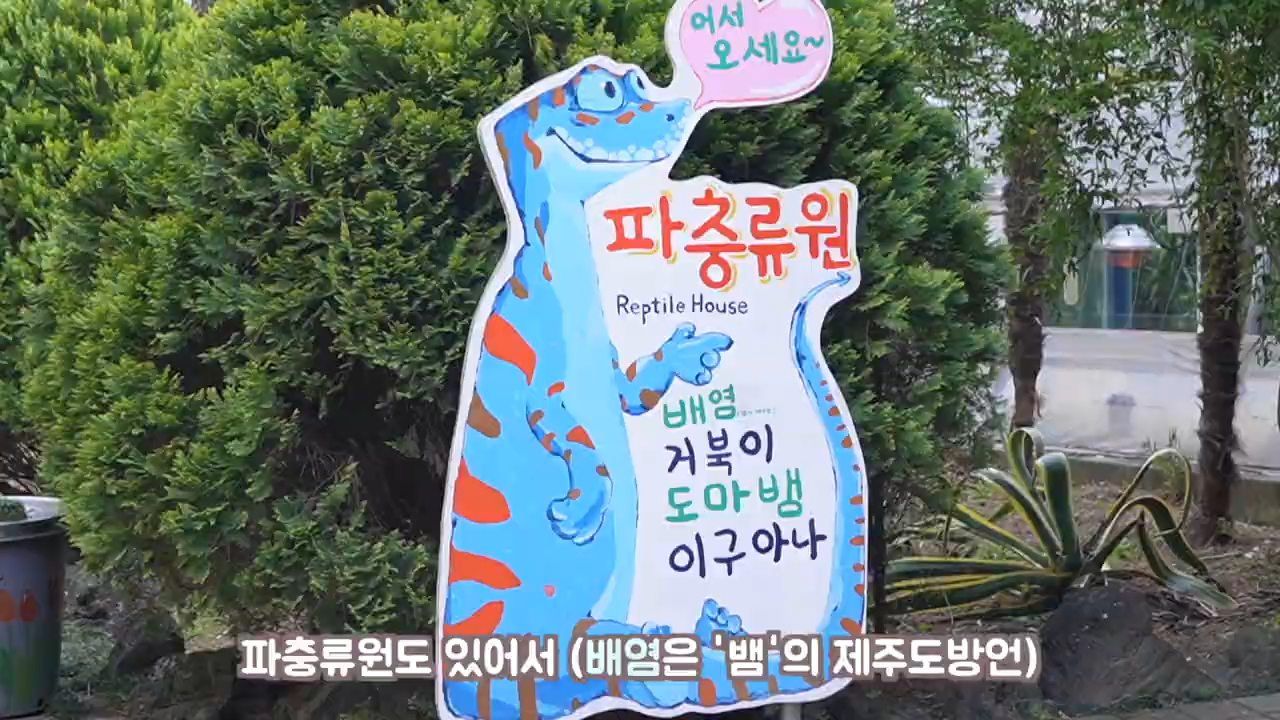 어서
오세요~
파충류원
Reptile House
배염
거북이
도마뱀
이구아나
파충류원도 있어서 (배염은 '뱀'의 제주도방언)